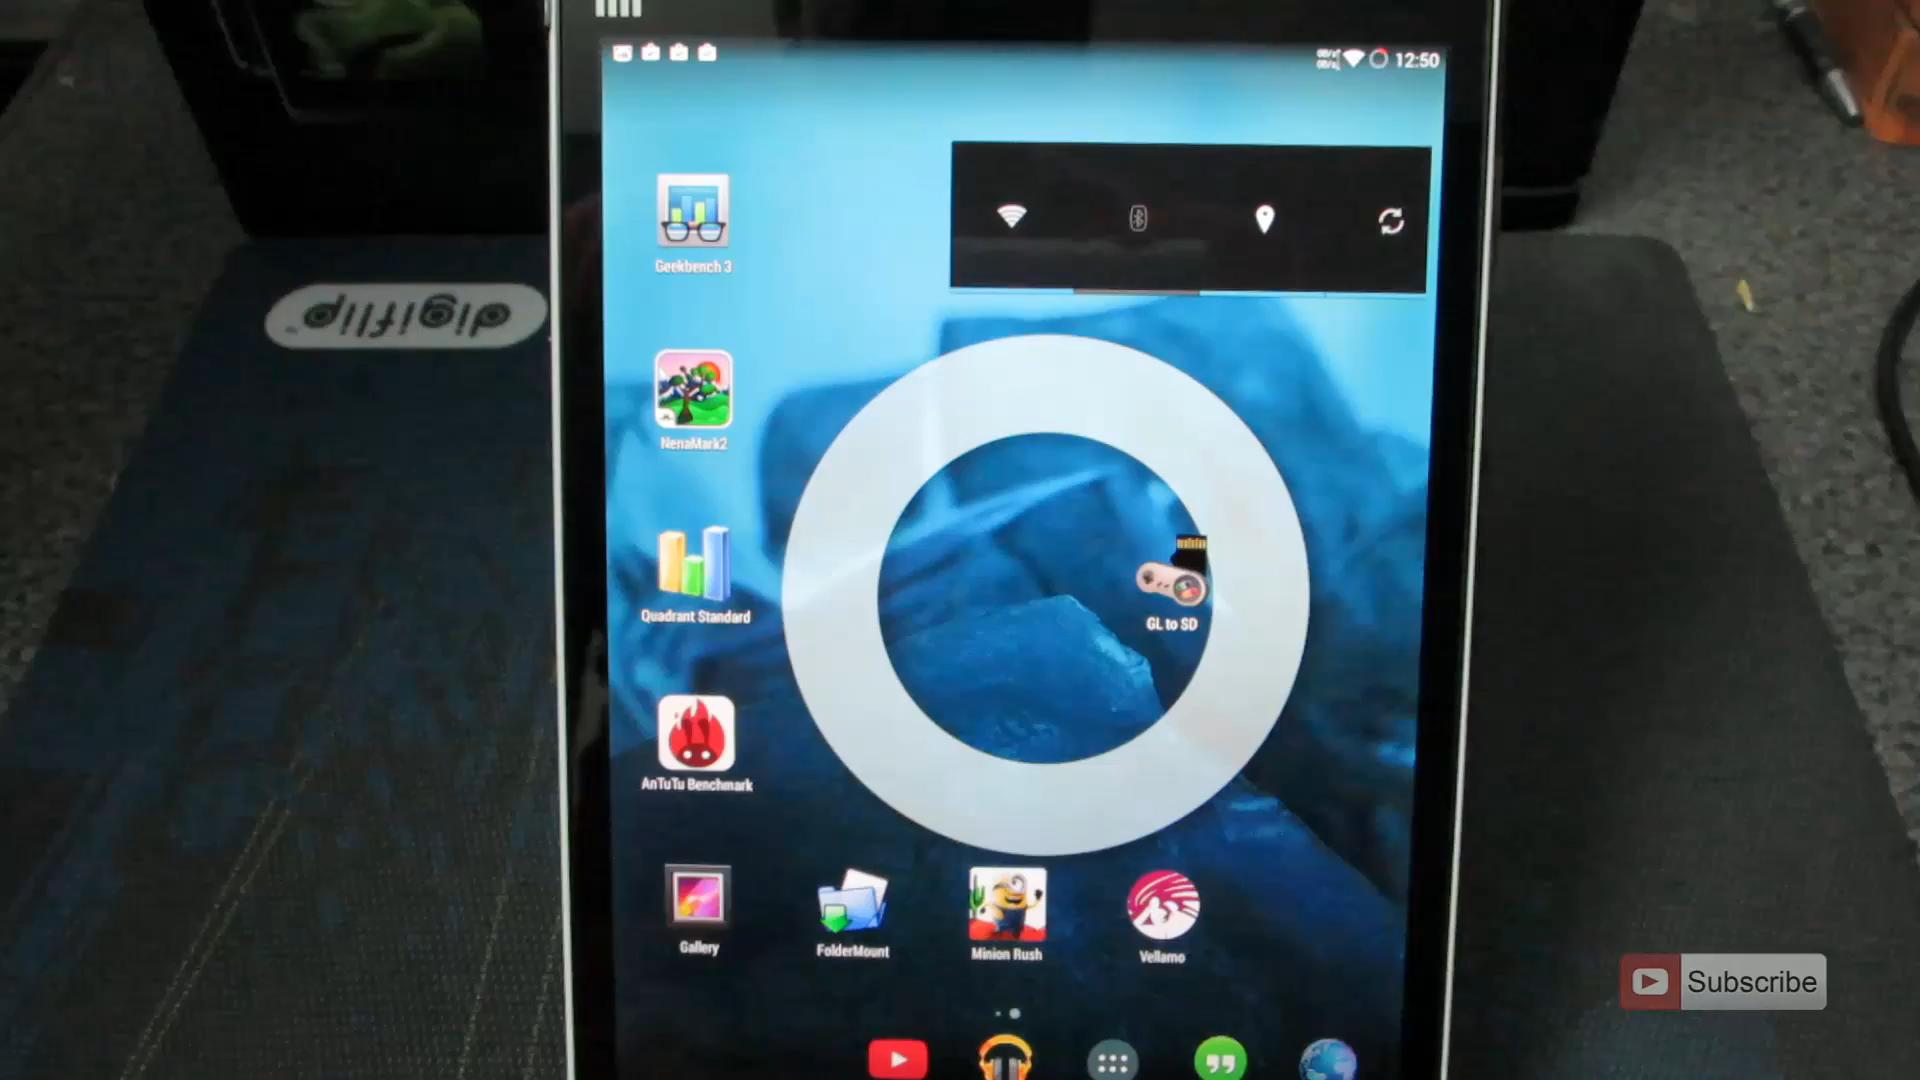 12:50
Geekbench 3
digiflip
NenaMark2
Quadrant Standard
GL to SD
AnTuTu Benchmark
Gallery
FolderMount
Minion Rush
Vellamo
Subscribe